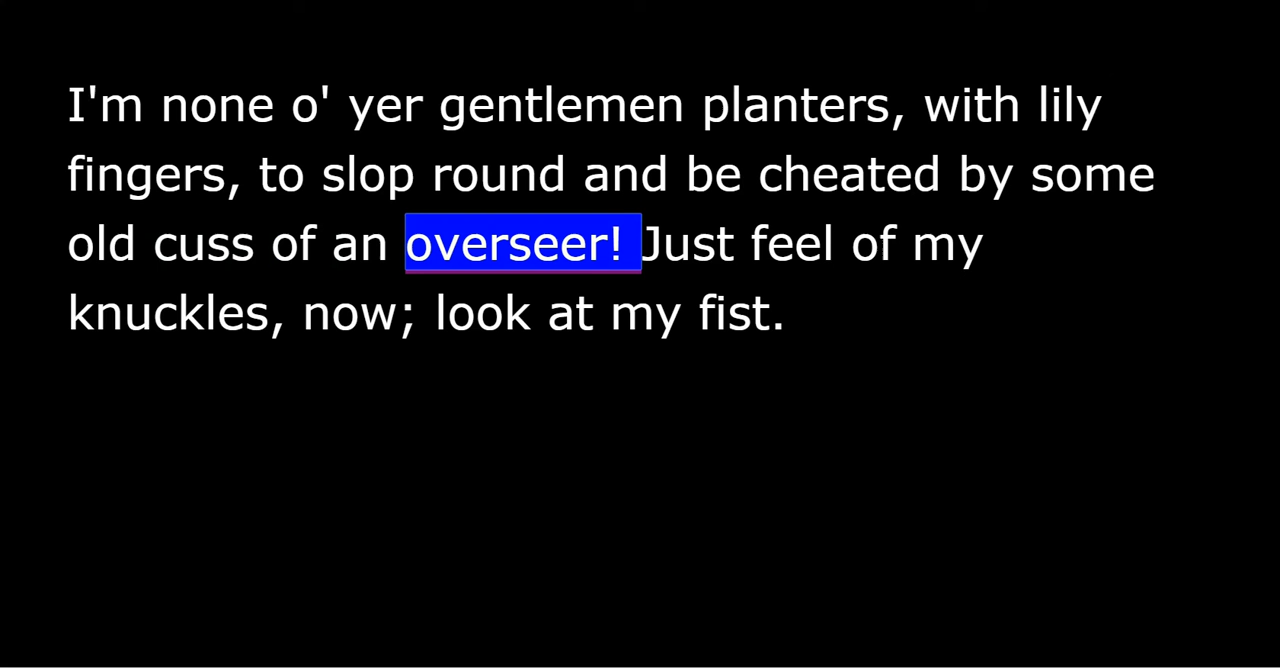 I'm none o' yer gentlemen planters, with lily
fingers, to slop round and be cheated by some
old cuss of an overseer! Just feel of my
knuckles, now; look at my fist.